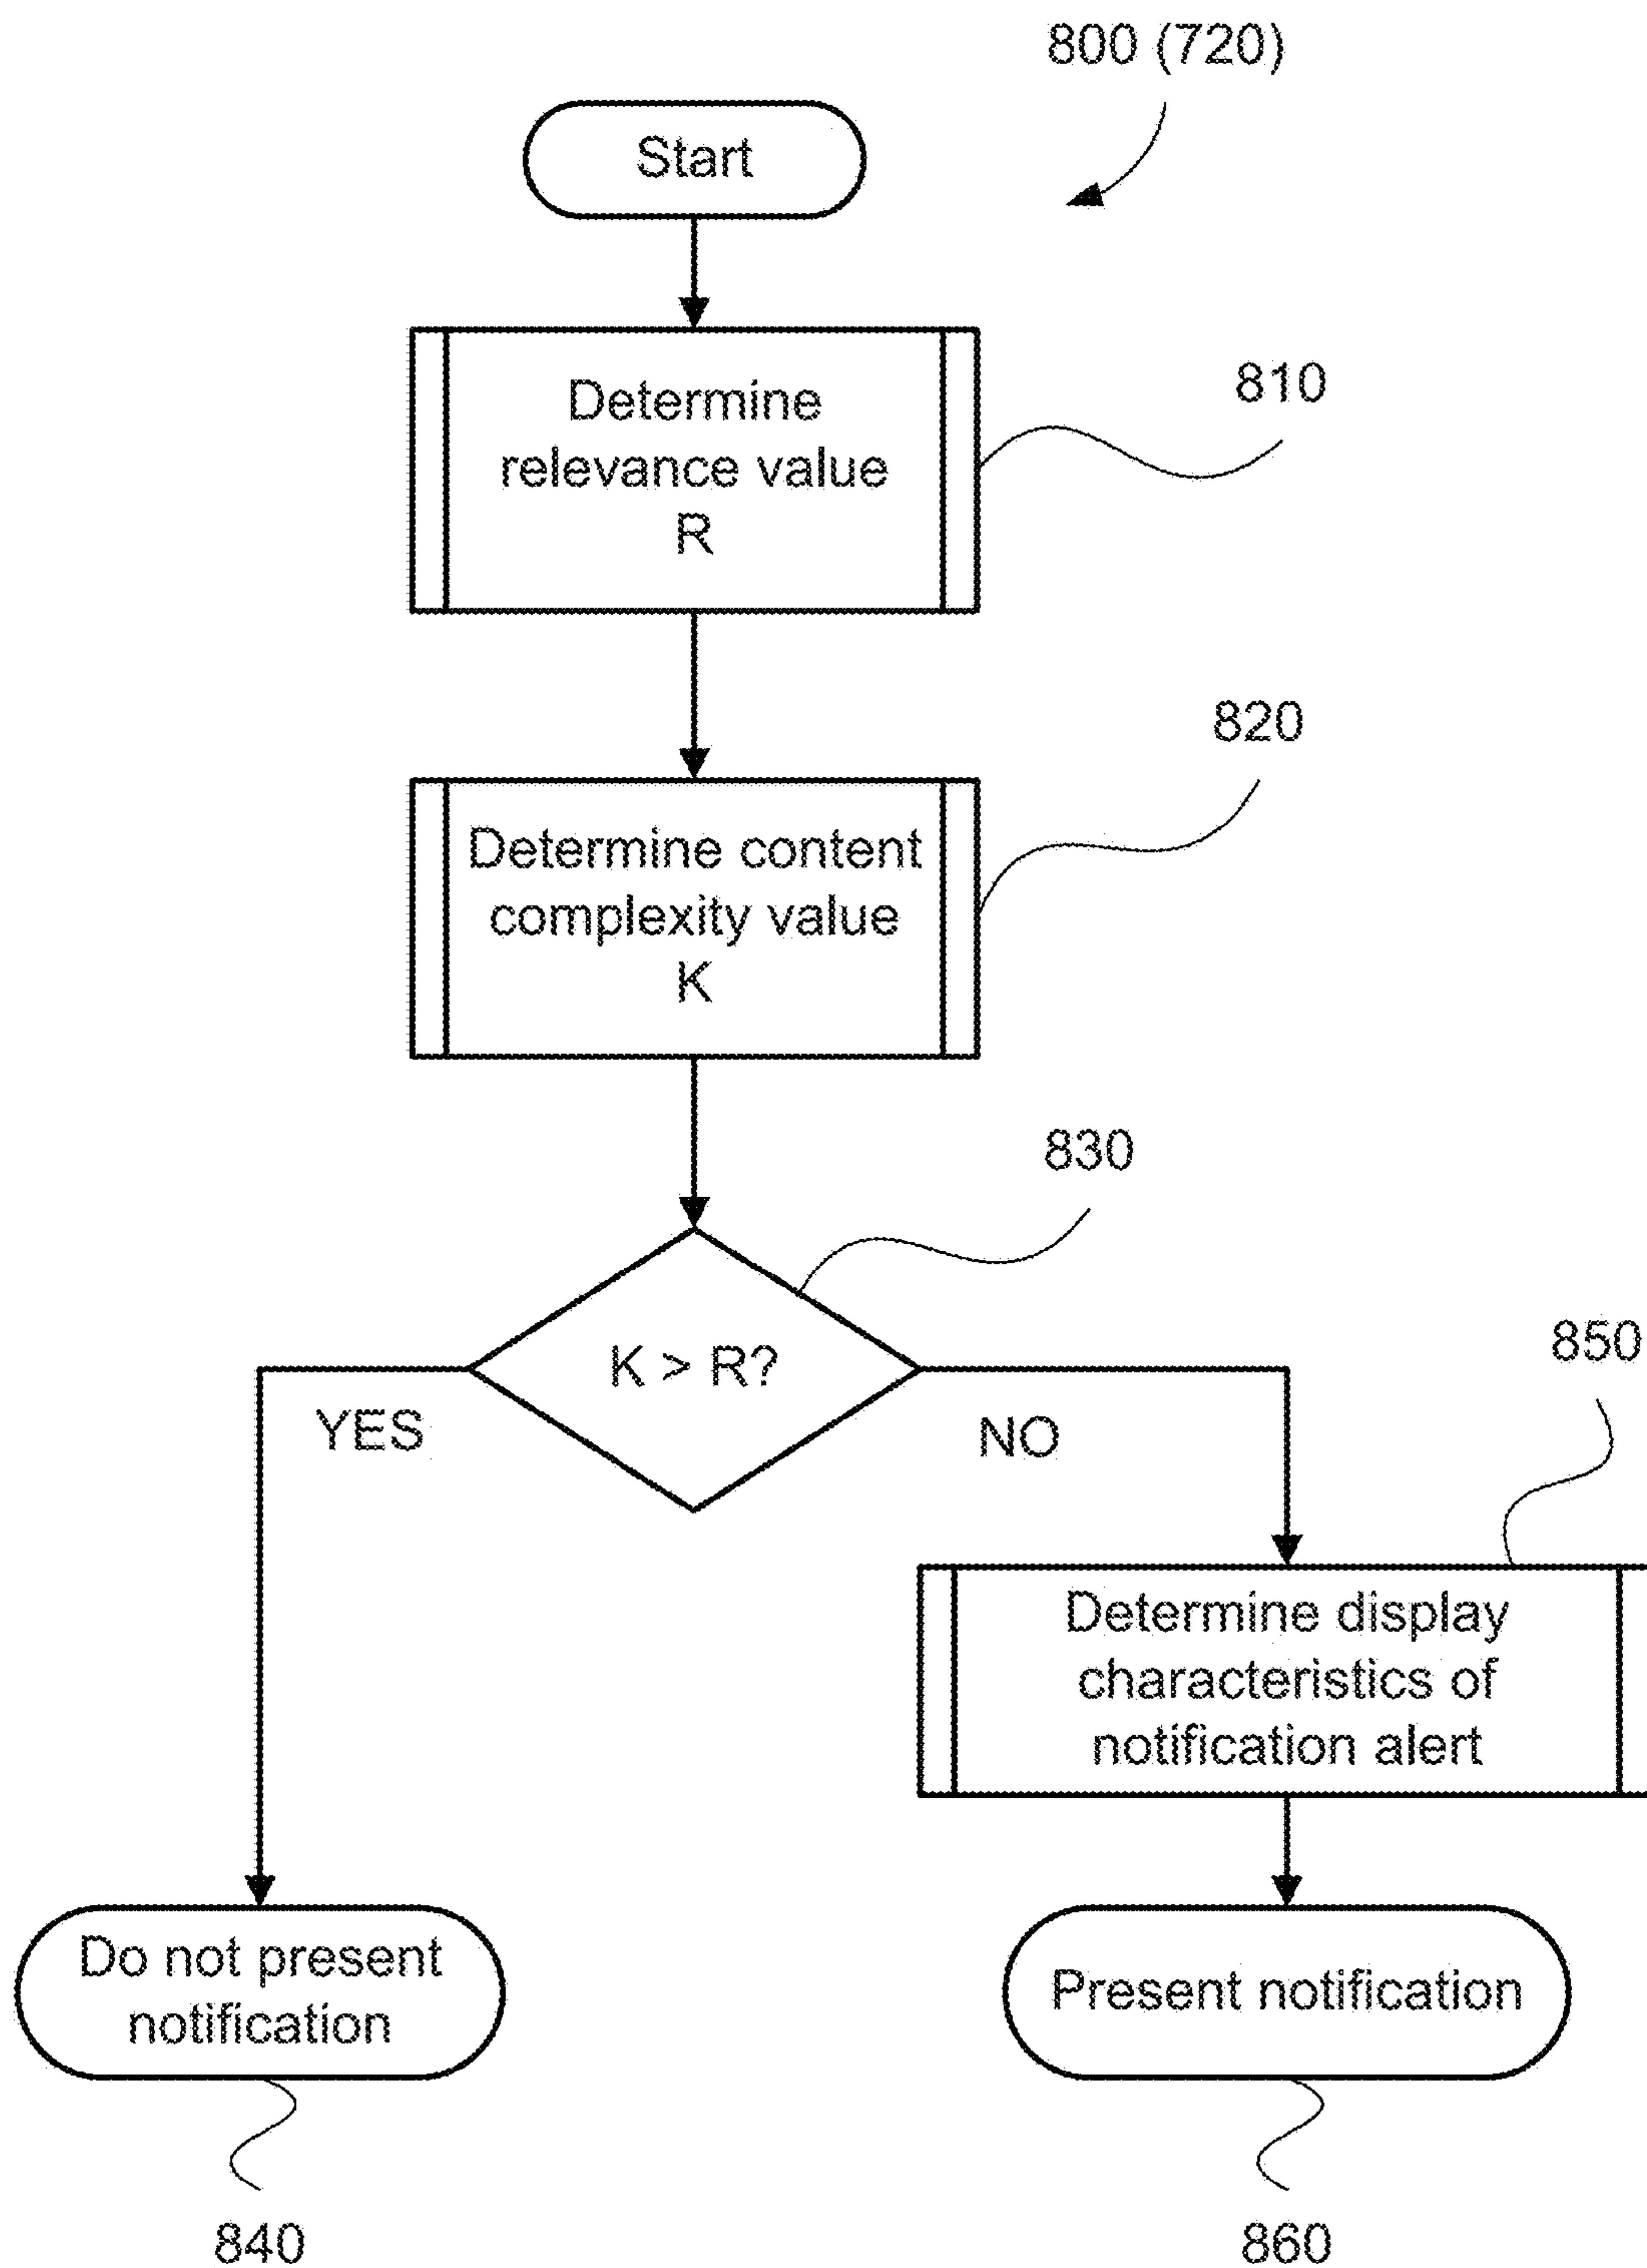 800 (720)
Start
Determine
relevance value
R
810
Determine content
complexity value
K
820
830
K > R?
YES
NO
850
Determine display
characteristics of
notification alert
Do not present
notification
Present notification
840
860